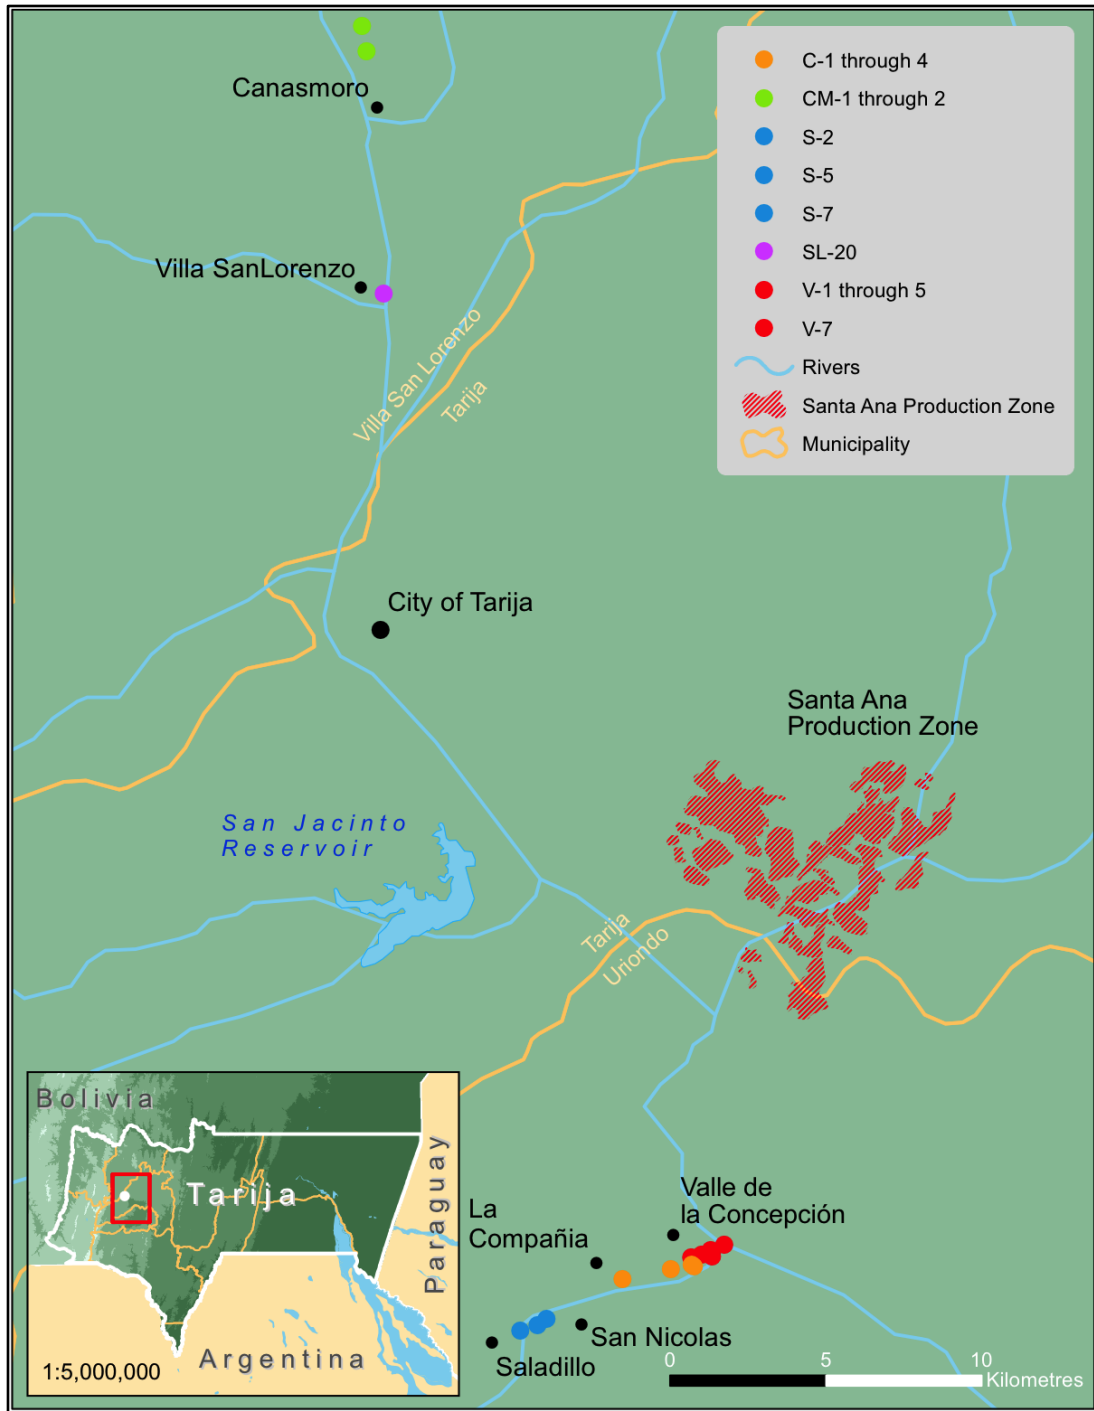 Canasmoro
Villa SanLorenzo
Villa San Lorenzo
Tarija
City of Tarija
C-1 through 4
CM-1 through 2
S-2
S-5
S-7
SL-20
V-1 through 5
V-7
Rivers
Santa Ana Production Zone
Municipality
Santa Ana
Production Zone
San Jacinto
Reservoir
Tarija
Uriondo
Valle de
la Concepción
La
Compañia
San Nicolas
Saladillo
0 5 10
Kilometres
Bolivia
Tarija
Paraguay
Argentina
1:5,000,000